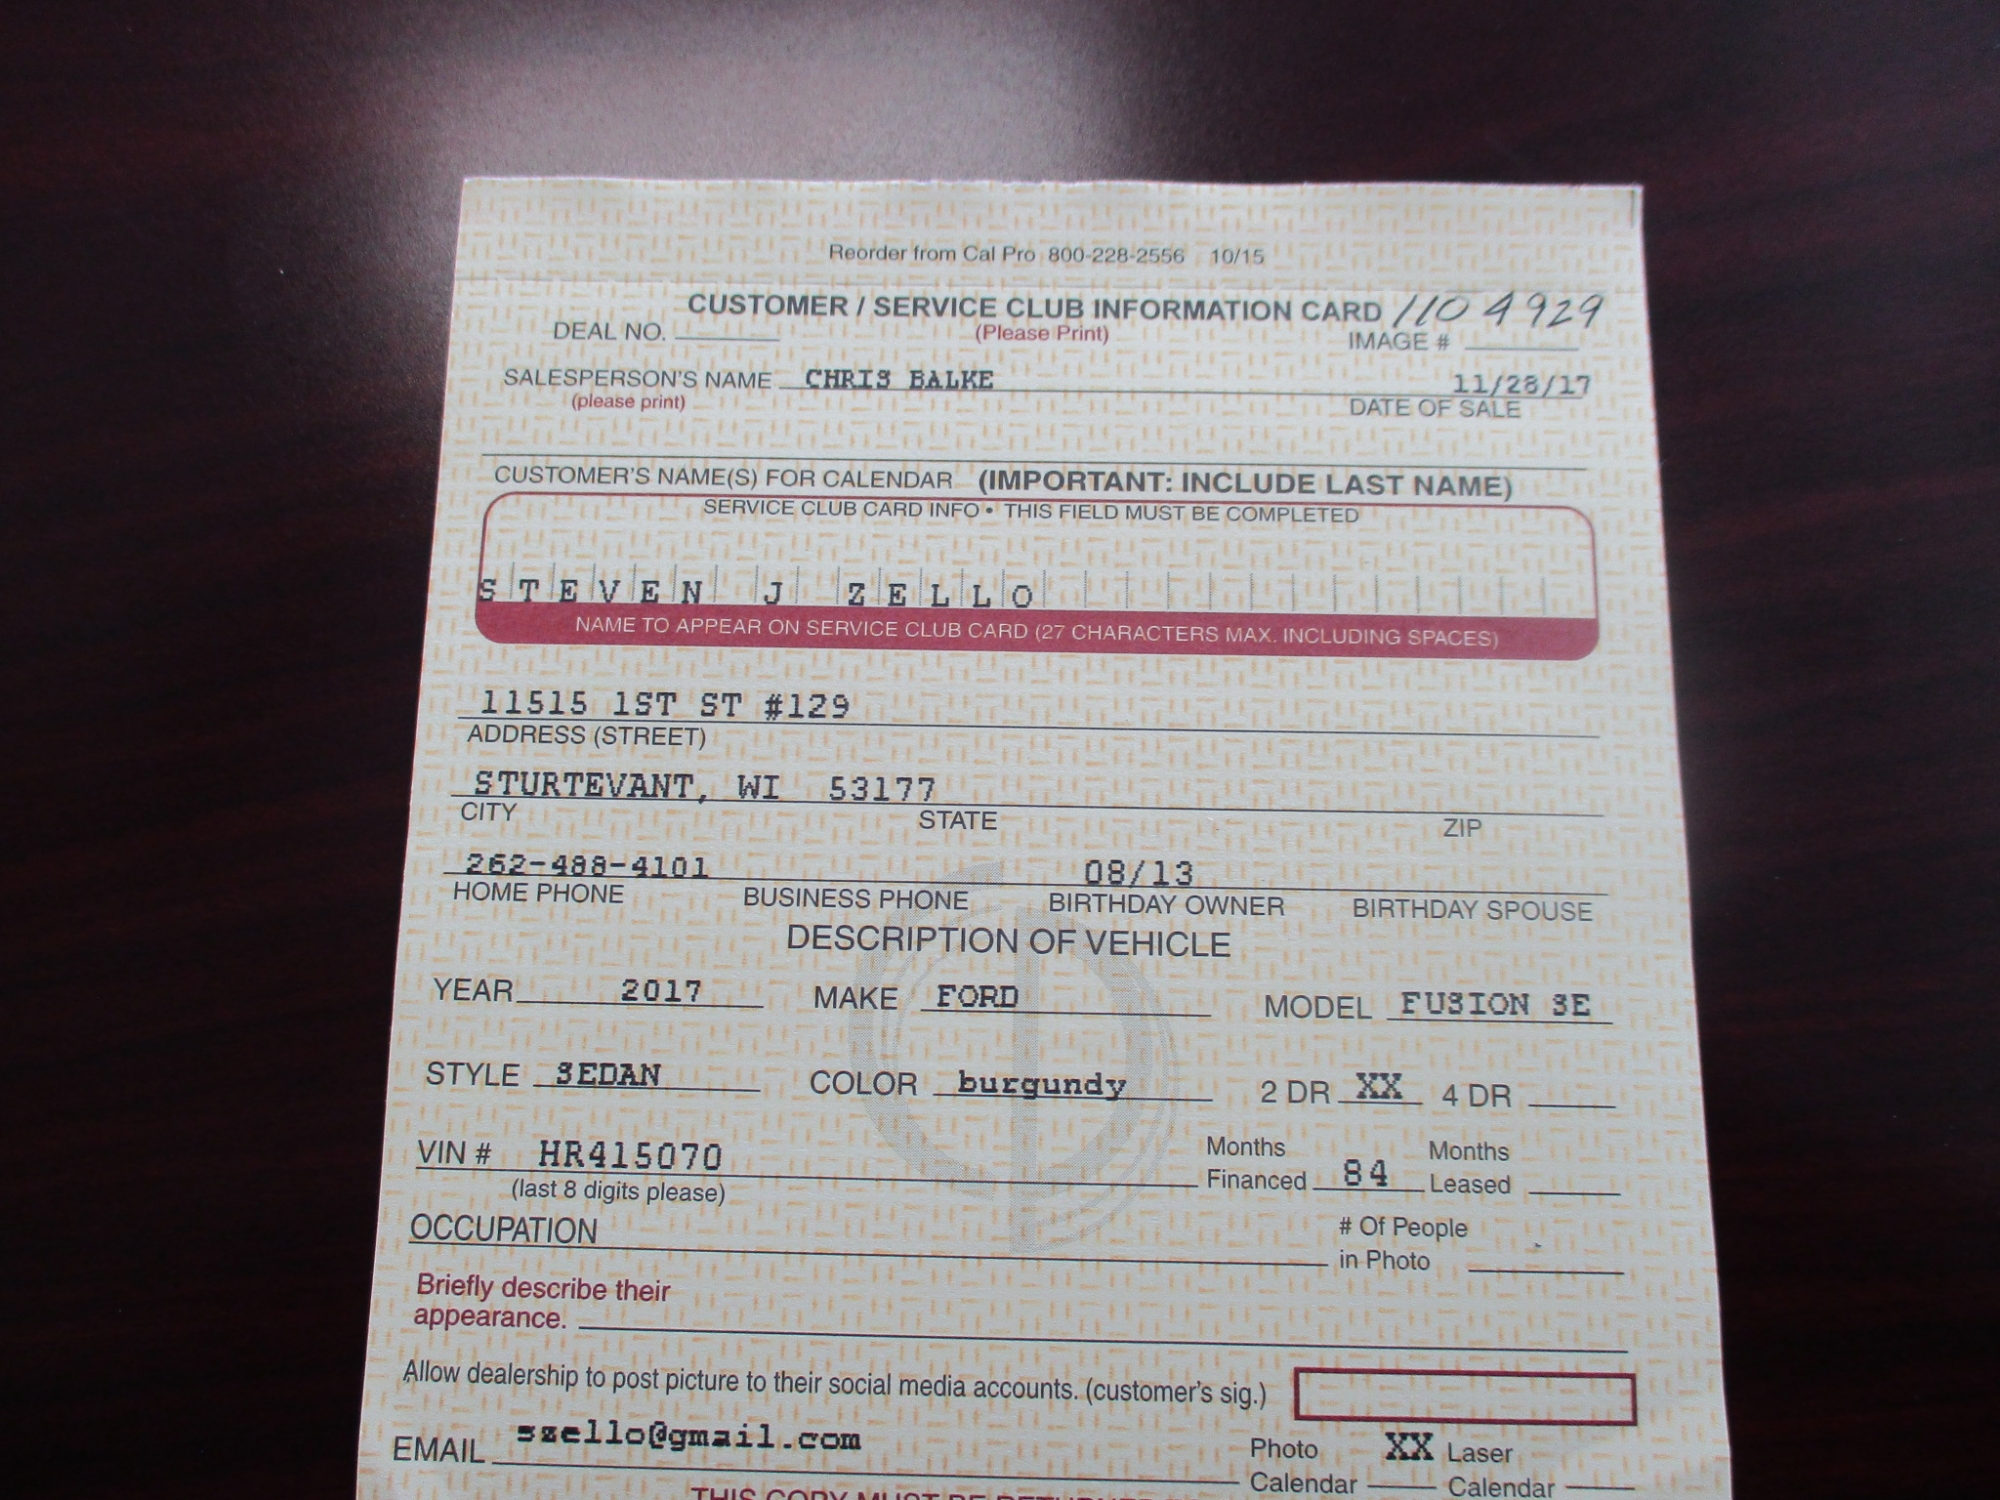 Reorder from Cal Pro 800-228-2556 10/15
CUSTOMER / SERVICE CLUB INFORMATION CARD 110 4929
DEAL NO. (Please Print) IMAGE #
SALESPERSON'S NAME CHRIS BALKE 11/28/17
(please print) DATE OF SALE
CUSTOMER'S NAME(S) FOR CALENDAR (IMPORTANT: INCLUDE LAST NAME)
SERVICE CLUB CARD INFO • THIS FIELD MUST BE COMPLETED
STEVEN J ZELLO
NAME TO APPEAR ON SERVICE CLUB CARD (27 CHARACTERS MAX. INCLUDING SPACES)
11515 1ST ST #129
ADDRESS (STREET)
STURTEVANT, WI 53177
CITY STATE ZIP
262-488-4101 08/13
HOME PHONE BUSINESS PHONE BIRTHDAY OWNER BIRTHDAY SPOUSE
DESCRIPTION OF VEHICLE
YEAR 2017 MAKE FORD MODEL FUSION SE
STYLE SEDAN COLOR burgundy 2 DR XX 4 DR
VIN # HR415070 Months Financed 84 Months Leased
(last 8 digits please)
OCCUPATION # Of People in Photo
Briefly describe their
appearance.
Allow dealership to post picture to their social media accounts. (customer's sig.)
EMAIL szello@gmail.com Photo Calendar XX Laser Calendar
THIS COPY MUST BE